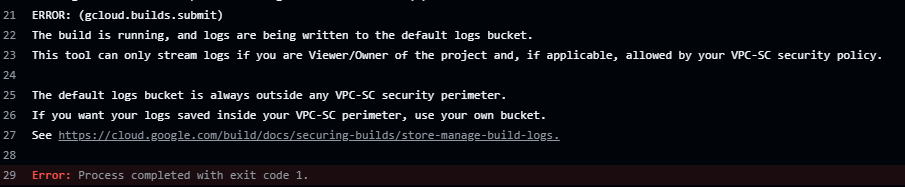 21 ERROR: (gcloud.builds.submit)
22 The build is running, and logs are being written to the default logs bucket.
23 This tool can only stream logs if you are Viewer/Owner of the project and, if applicable, allowed by your VPC-SC security policy.
24
25 The default logs bucket is always outside any VPC-SC security perimeter.
26 If you want your logs saved inside your VPC-SC perimeter, use your own bucket.
27 See https://cloud.google.com/build/docs/securing-builds/store-manage-build-logs.
28
29 Error: Process completed with exit code 1.